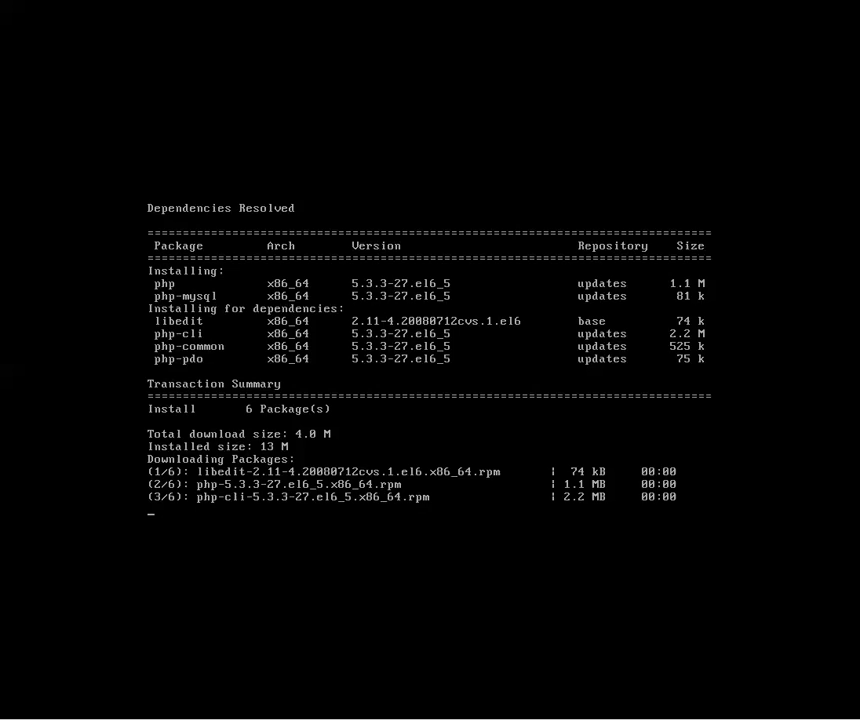 Dependencies Resolved
================================================================================
Package Arch Version Repository Size
================================================================================
Installing:
php x86_64 5.3.3-27.el6_5 updates 1.1 M
php-mysql x86_64 5.3.3-27.el6_5 updates 81 k
Installing for dependencies:
libedit x86_64 2.11-4.20080712cvs.1.el6 base 74 k
php-cli x86_64 5.3.3-27.el6_5 updates 2.2 M
php-common x86_64 5.3.3-27.el6_5 updates 525 k
php-pdo x86_64 5.3.3-27.el6_5 updates 75 k
Transaction Summary
================================================================================
Install 6 Package(s)
Total download size: 4.0 M
Installed size: 13 M
Downloading Packages:
(1/6): libedit-2.11-4.20080712cvs.1.el6.x86_64.rpm | 74 kB 00:00
(2/6): php-5.3.3-27.el6_5.x86_64.rpm | 1.1 MB 00:00
(3/6): php-cli-5.3.3-27.el6_5.x86_64.rpm | 2.2 MB 00:00
_